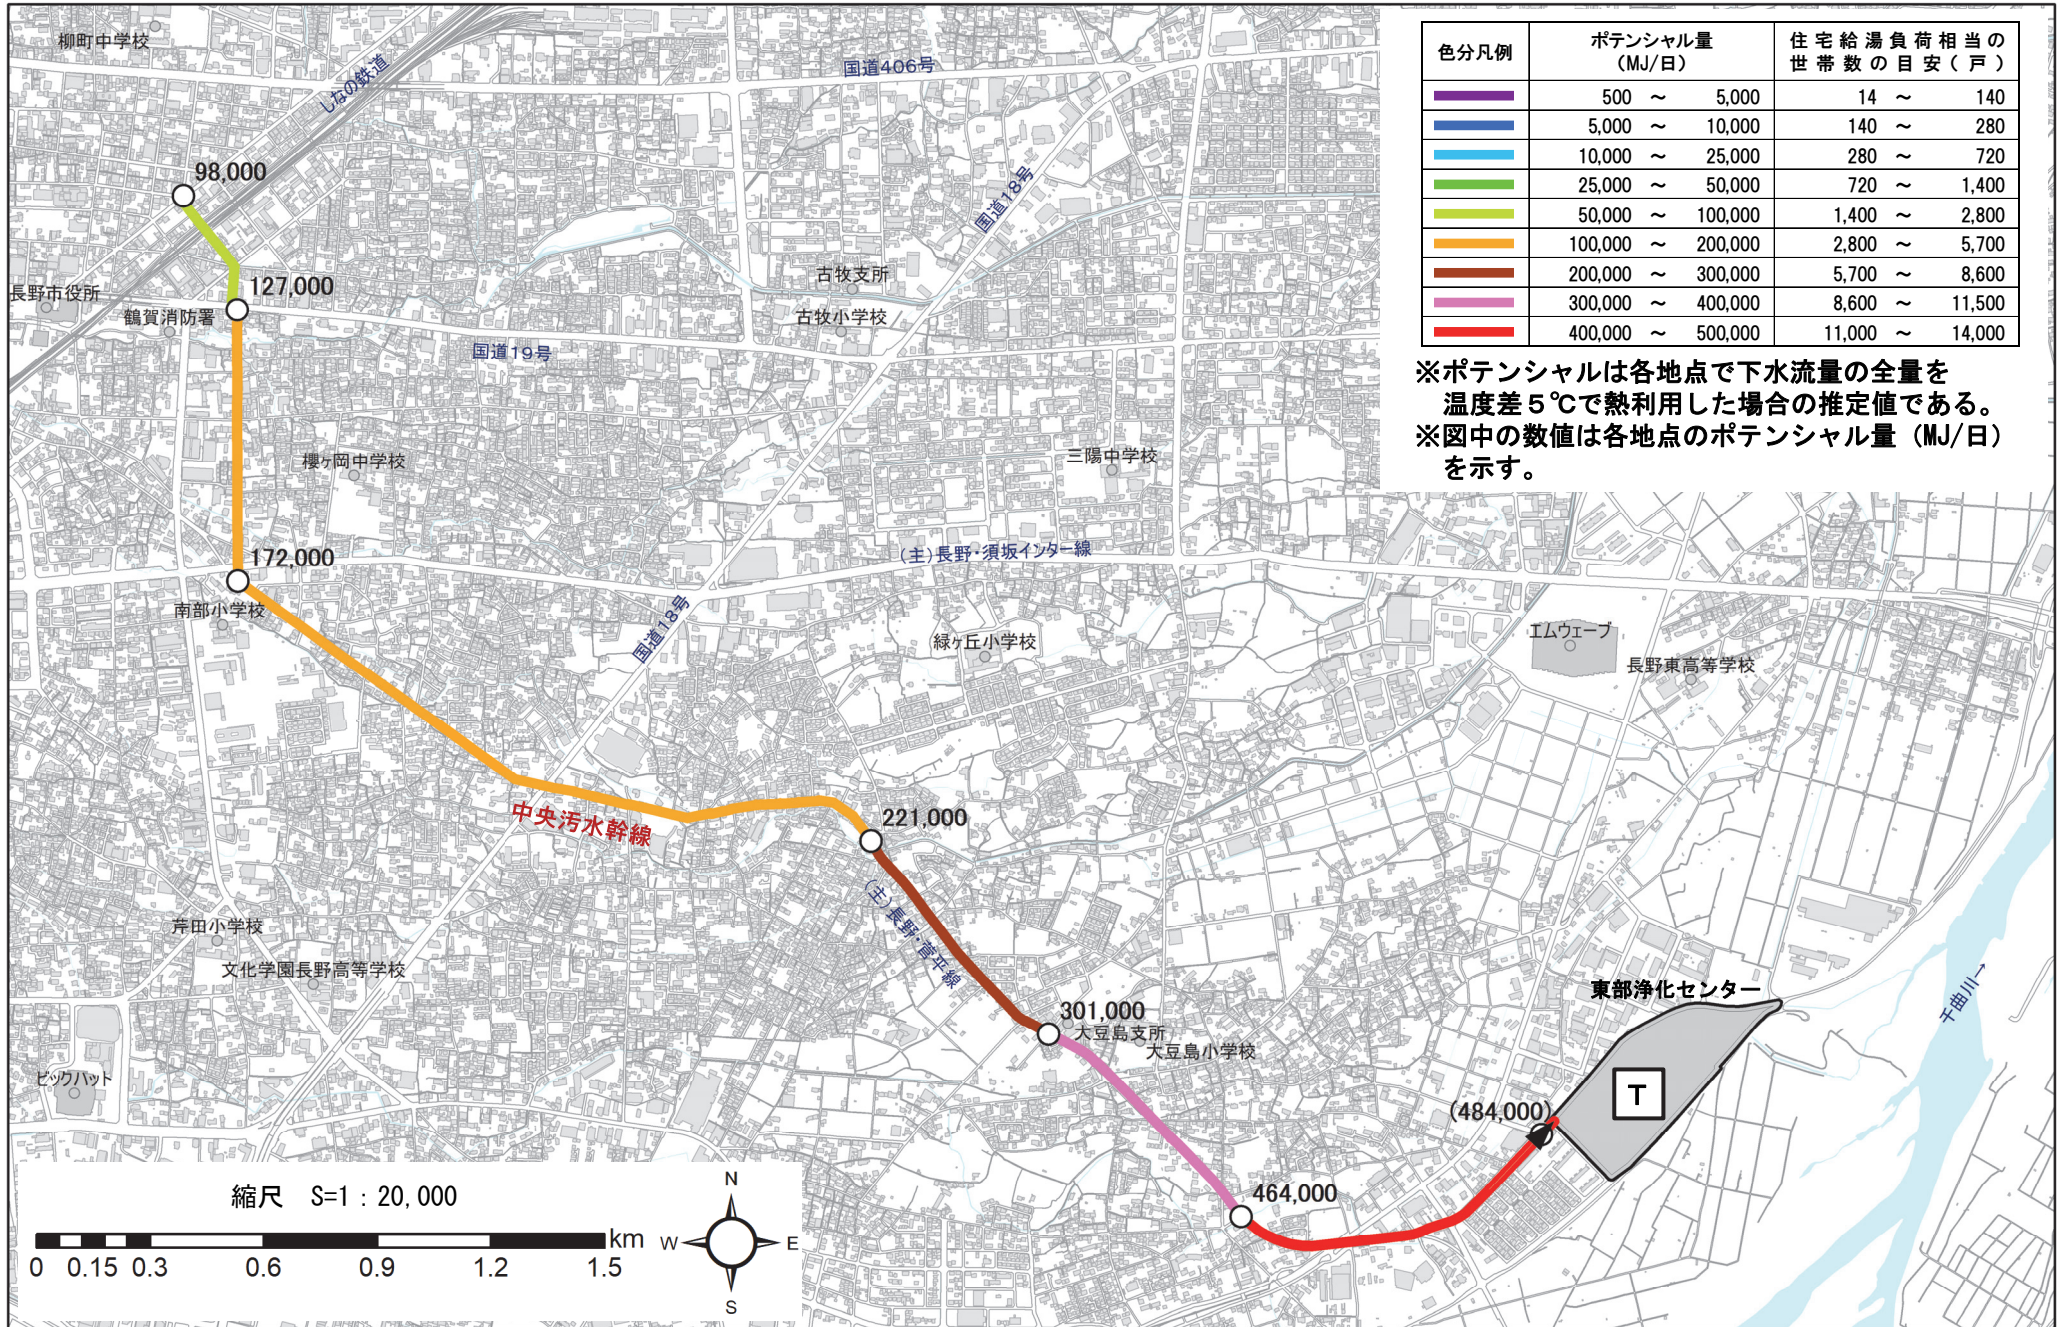 柳町中学校
しなの鉄道
国道406号
国道18号
98,000
127,000
長野市役所
鶴賀消防署
古牧支所
古牧小学校
国道19号
櫻ヶ岡中学校
三陽中学校
172,000
(主)長野・須坂インター線
南部小学校
国道18号
緑ヶ丘小学校
エムウェーブ
長野東高等学校
中央汚水幹線
221,000
(主)長野・菅平線
芹田小学校
文化学園長野高等学校
301,000
大豆島支所
大豆島小学校
東部浄化センター
千曲川→
ビックハット
T
(484,000)
464,000
色分凡例 ポテンシャル量 (MJ/日) 住宅給湯負荷相当の 世帯数の目安(戸)
500 ~ 5,000 14 ~ 140
5,000 ~ 10,000 140 ~ 280
10,000 ~ 25,000 280 ~ 720
25,000 ~ 50,000 720 ~ 1,400
50,000 ~ 100,000 1,400 ~ 2,800
100,000 ~ 200,000 2,800 ~ 5,700
200,000 ~ 300,000 5,700 ~ 8,600
300,000 ~ 400,000 8,600 ~ 11,500
400,000 ~ 500,000 11,000 ~ 14,000
※ポテンシャルは各地点で下水流量の全量を
温度差5℃で熱利用した場合の推定値である。
※図中の数値は各地点のポテンシャル量(MJ/日)
を示す。
縮尺 S=1:20,000
km
0 0.15 0.3 0.6 0.9 1.2 1.5
N
W E
S